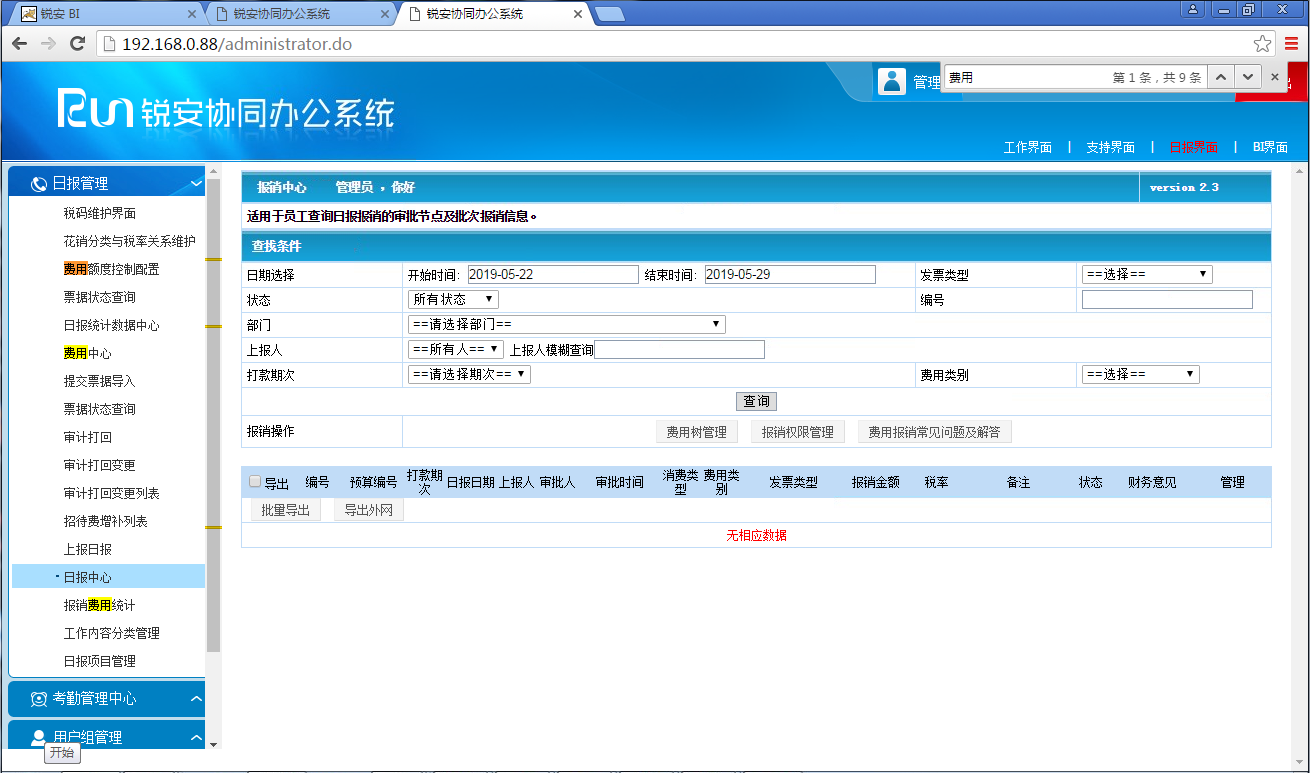 锐安 BI
锐安协同办公系统
锐安协同办公系统
192.168.0.88/administrator.do
费用
第 1 条，共 9 条
Run 锐安协同办公系统
管理
工作界面 | 支持界面 | 日报界面 | BI界面
日报管理
税码维护界面
花销分类与税率关系维护
费用额度控制配置
票据状态查询
日报统计数据中心
费用中心
提交票据导入
票据状态查询
审计打回
审计打回变更
审计打回变更列表
招待费增补列表
上报日报
日报中心
报销费用统计
工作内容分类管理
日报项目管理
考勤管理中心
用户组管理
开始
报销中心 管理员，你好 version 2.3
适用于员工查询日报报销的审批节点及批次报销信息。
查找条件
日期选择 开始时间: 2019-05-22 结束时间: 2019-05-29 发票类型 ==选择==
状态 所有状态 编号
部门 ==请选择部门==
上报人 ==所有人== 上报人模糊查询
打款期次 ==请选择期次== 费用类别 ==选择==
查询
报销操作 费用树管理 报销权限管理 费用报销常见问题及解答
导出 编号 预算编号 打款期次 日报日期 上报人 审批人 审批时间 消费类型 费用类别 发票类型 报销金额 税率 备注 状态 财务意见 管理
批量导出 导出外网
无相应数据